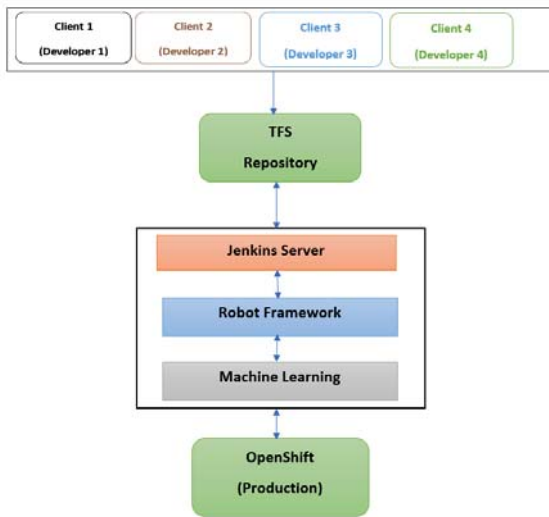 Client 1
(Developer 1)
Client 2
(Developer 2)
Client 3
(Developer 3)
Client 4
(Developer 4)
TFS
Repository
Jenkins Server
Robot Framework
Machine Learning
OpenShift
(Production)